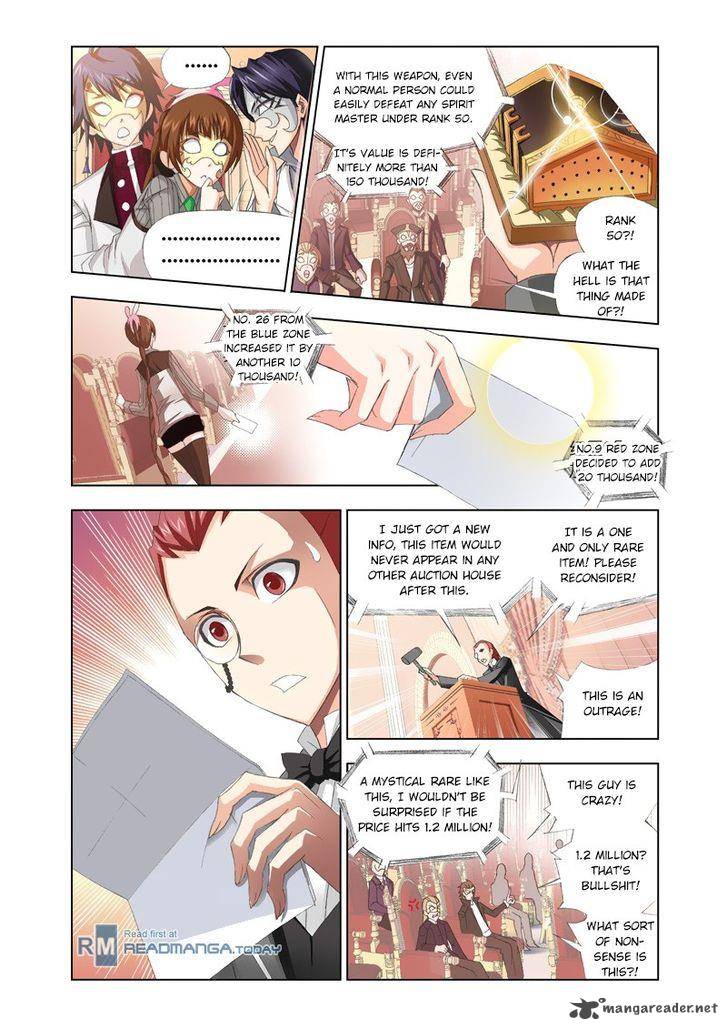 ......
WITH THIS WEAPON, EVEN
A NORMAL PERSON COULD
EASILY DEFEAT ANY SPIRIT
MASTER UNDER RANK 50.
IT'S VALUE IS DEFI-
NITELY MORE THAN
150 THOUSAND!
RANK
50?!
WHAT THE
HELL IS THAT
THING MADE
OF?!
............
............
NO. 26 FROM
THE BLUE ZONE
INCREASED IT BY
ANOTHER 10
THOUSAND!
NO.9 RED ZONE
DECIDED TO ADD
20 THOUSAND!
I JUST GOT A NEW
INFO, THIS ITEM WOULD
NEVER APPEAR IN ANY
OTHER AUCTION HOUSE
AFTER THIS.
IT IS A ONE
AND ONLY RARE
ITEM! PLEASE
RECONSIDER!
THIS IS AN
OUTRAGE!
A MYSTICAL RARE LIKE
THIS, I WOULDN'T BE
SURPRISED IF THE
PRICE HITS 1.2 MILLION!
THIS GUY IS
CRAZY!
1.2 MILLION?
THAT'S
BULLSHIT!
WHAT SORT
OF NON-
SENSE IS
THIS?!
RM
Read first at
READMANGA.TODAY
mangareader.net